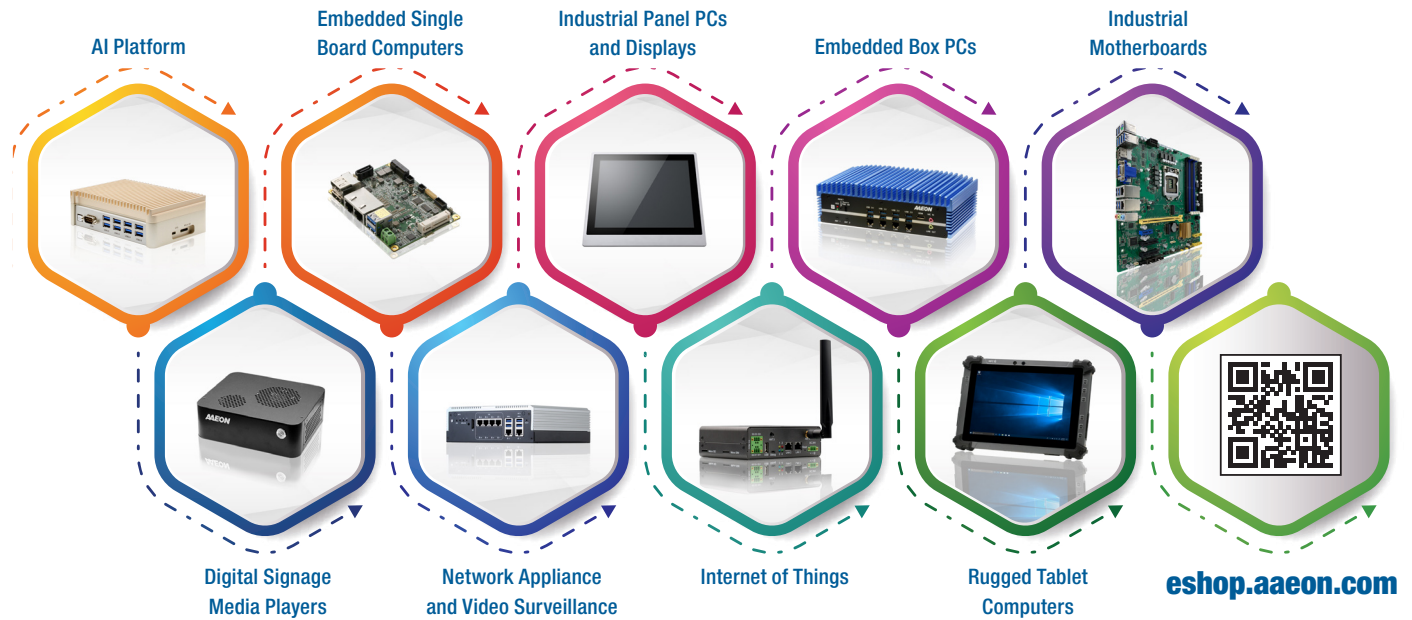 AI Platform
Embedded Single
Board Computers
Industrial Panel PCs
and Displays
Embedded Box PCs
Industrial
Motherboards
AAEON
AAEON
Digital Signage
Media Players
Network Appliance
and Video Surveillance
Internet of Things
Rugged Tablet
Computers
eshop.aaeon.com